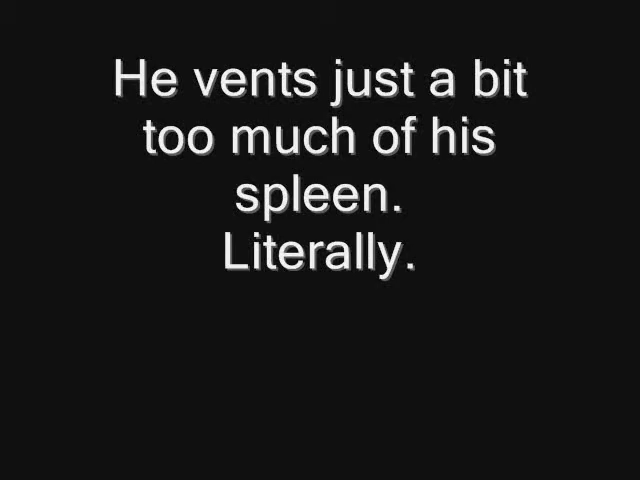 He vents just a bit
too much of his
spleen.
Literally.